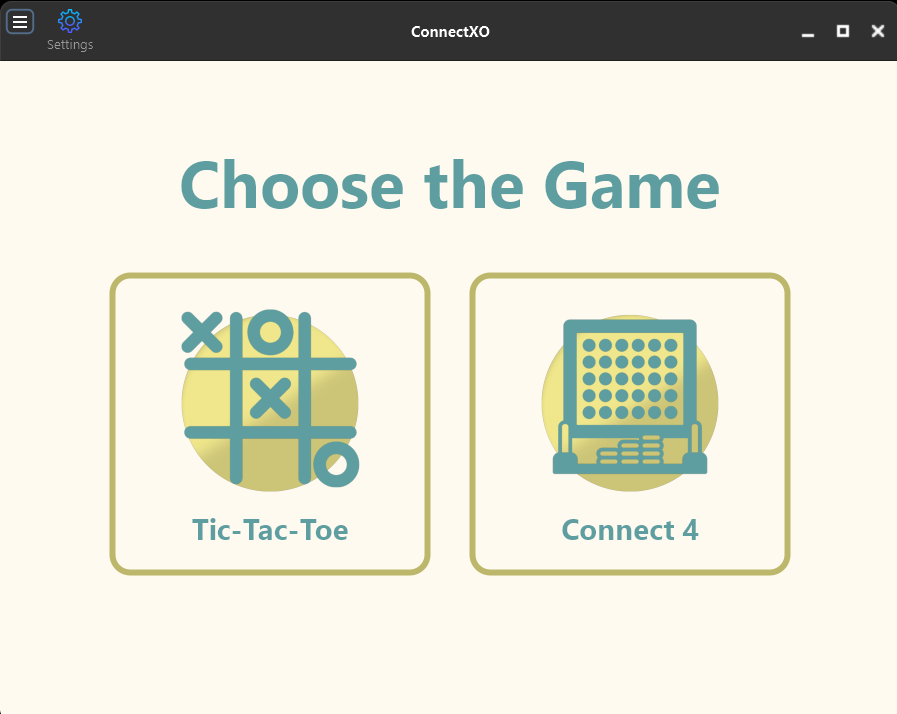 ConnectXO
Settings
Choose the Game
Tic-Tac-Toe
Connect 4